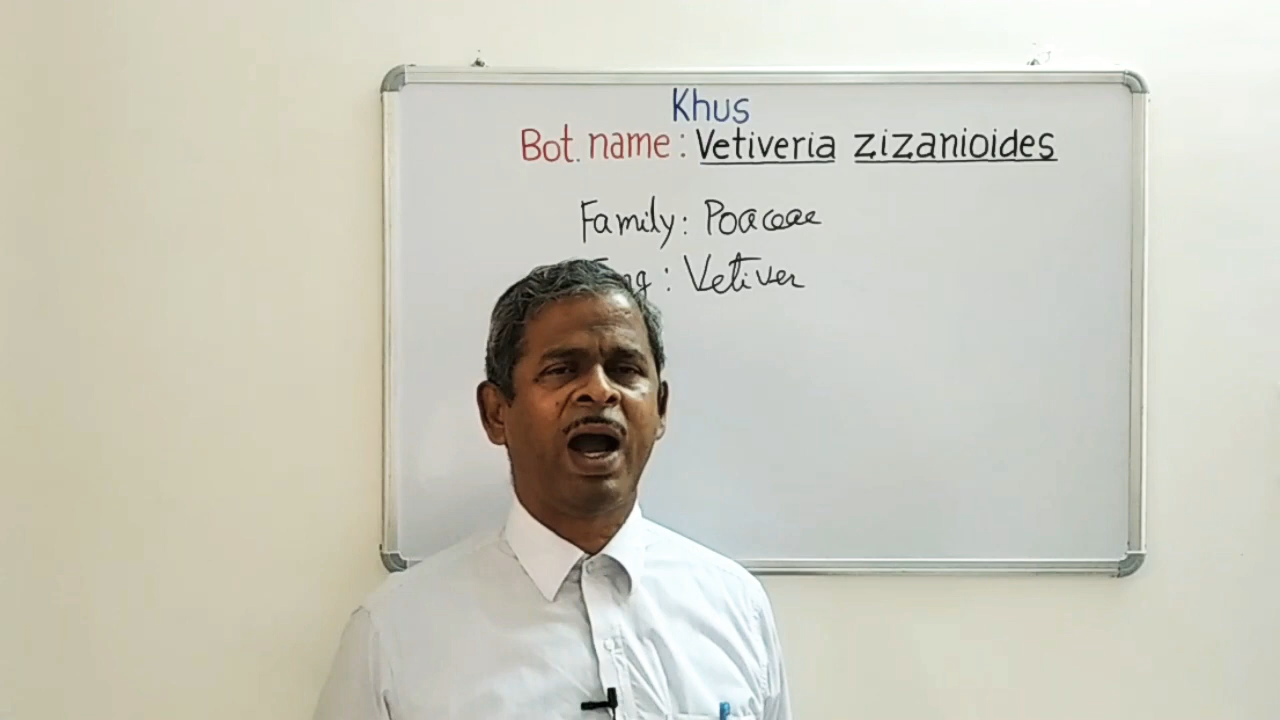 Khus
Bot. name : Vetiveria zizanioides
Family : Poaceae
: Vetiver